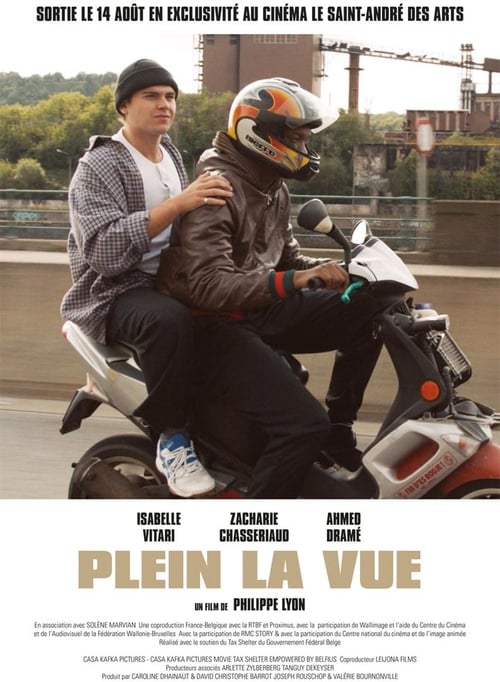 SORTIE LE 14 AOÛT EN EXCLUSIVITÉ AU CINÉMA LE SAINT-ANDRÉ DES ARTS
ISABELLE VITARI
ZACHARIE CHASSERIAUD
AHMED DRAMÉ
PLEIN LA VUE
UN FILM DE PHILIPPE LYON
En association avec SOLÈNE MARVIAN Une coproduction France-Belgique avec la RTBF et Proximus, avec la participation de Wallimage et l'aide du Centre du Cinéma
et de l'Audiovisuel de la Fédération Wallonie-Bruxelles Avec la participation de RMC STORY & avec la participation du Centre national du cinéma et de l'image animée
Réalisé avec le soutien du Tax Shelter du Gouvernement Fédéral Belge
CASA KAFKA PICTURES - CASA KAFKA PICTURES MOVIE TAX SHELTER EMPOWERED BY BELFIUS Coproducteur LEIJONA FILMS
Producteurs associés ARLETTE ZYLBERBERG TANGUY DEKEYSER
Produit par CAROLINE DHAINAUT & DAVID CHRISTOPHE BARROT JOSEPH ROUSCHOP & VALÉRIE BOURNONVILLE